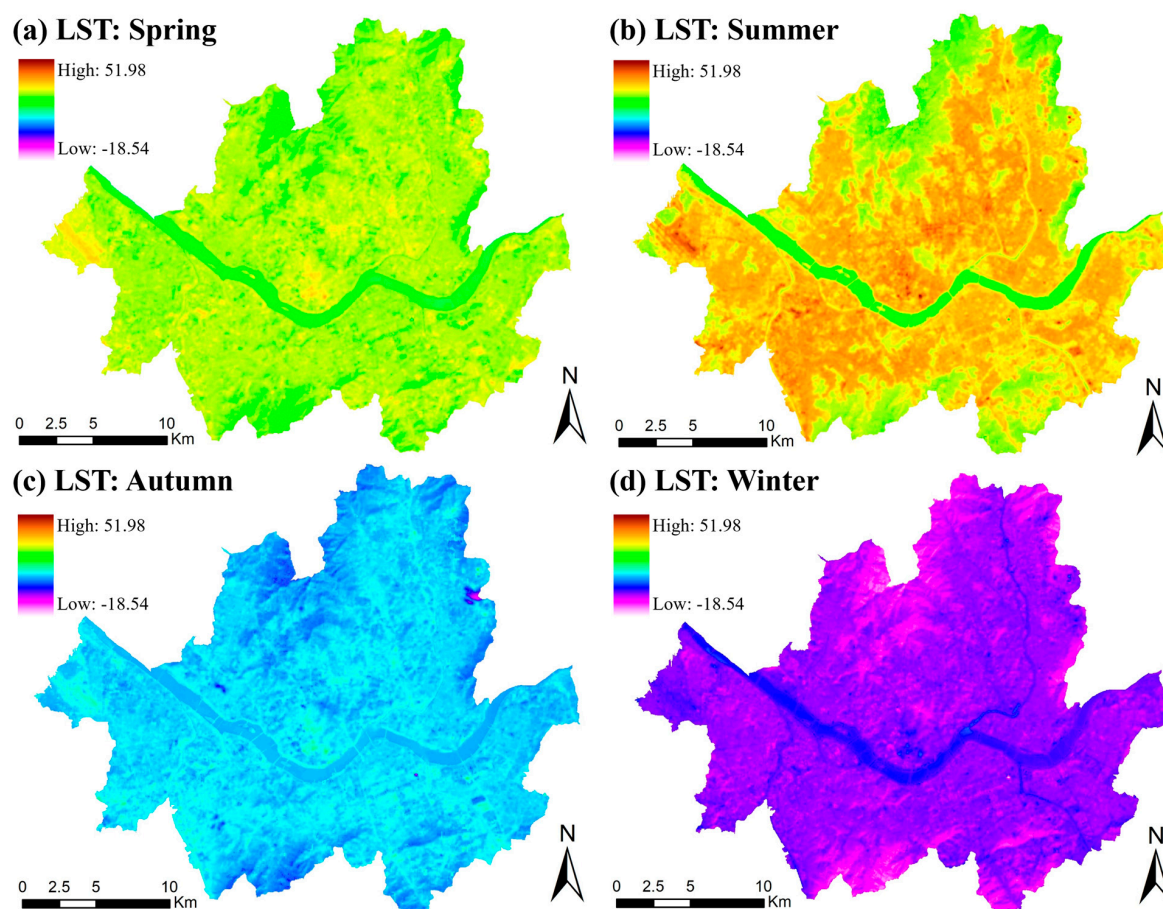 (a) LST: Spring
High: 51.98
Low: -18.54
N
0 2.5 5 10
Km
(b) LST: Summer
High: 51.98
Low: -18.54
N
0 2.5 5 10
Km
(c) LST: Autumn
High: 51.98
Low: -18.54
N
0 2.5 5 10
Km
(d) LST: Winter
High: 51.98
Low: -18.54
N
0 2.5 5 10
Km